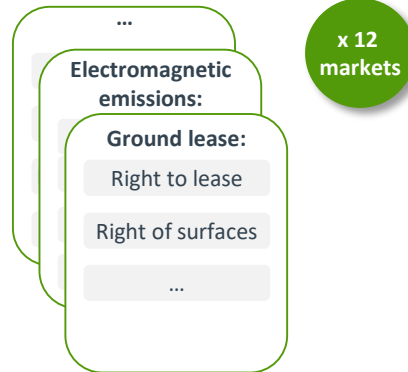 ...
Electromagnetic
emissions:
Ground lease:
Right to lease
Right of surfaces
...
x 12
markets